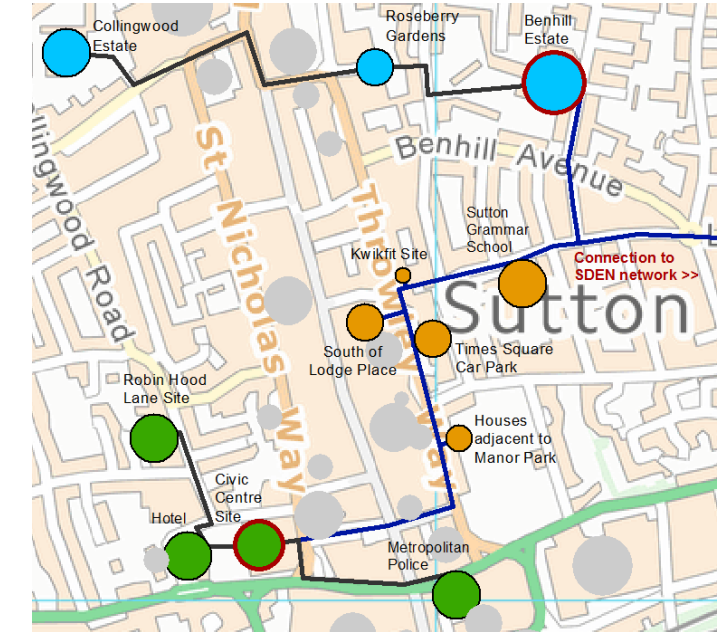 Collingwood
Estate
Roseberry
Gardens
Benhill
Estate
St Nicholas Way
Benhill Avenue
llingwood Road
Throwley Way
Sutton
Grammar
School
Kwikfit Site
Connection to
SDEN network >>
Sutton
South of
Lodge Place
Times Square
Car Park
Robin Hood
Lane Site
Houses
adjacent to
Manor Park
Civic
Centre
Site
Hotel
Metropolitan
Police